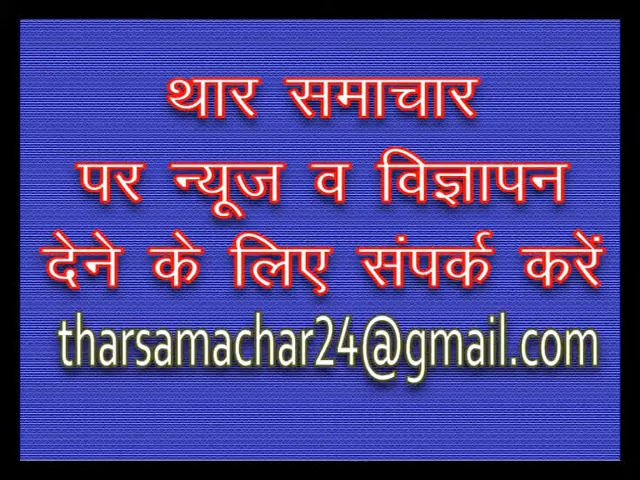 थार समाचार
पर न्यूज व विज्ञापन
देने के लिए संपर्क करें
tharsamachar24@gmail.com